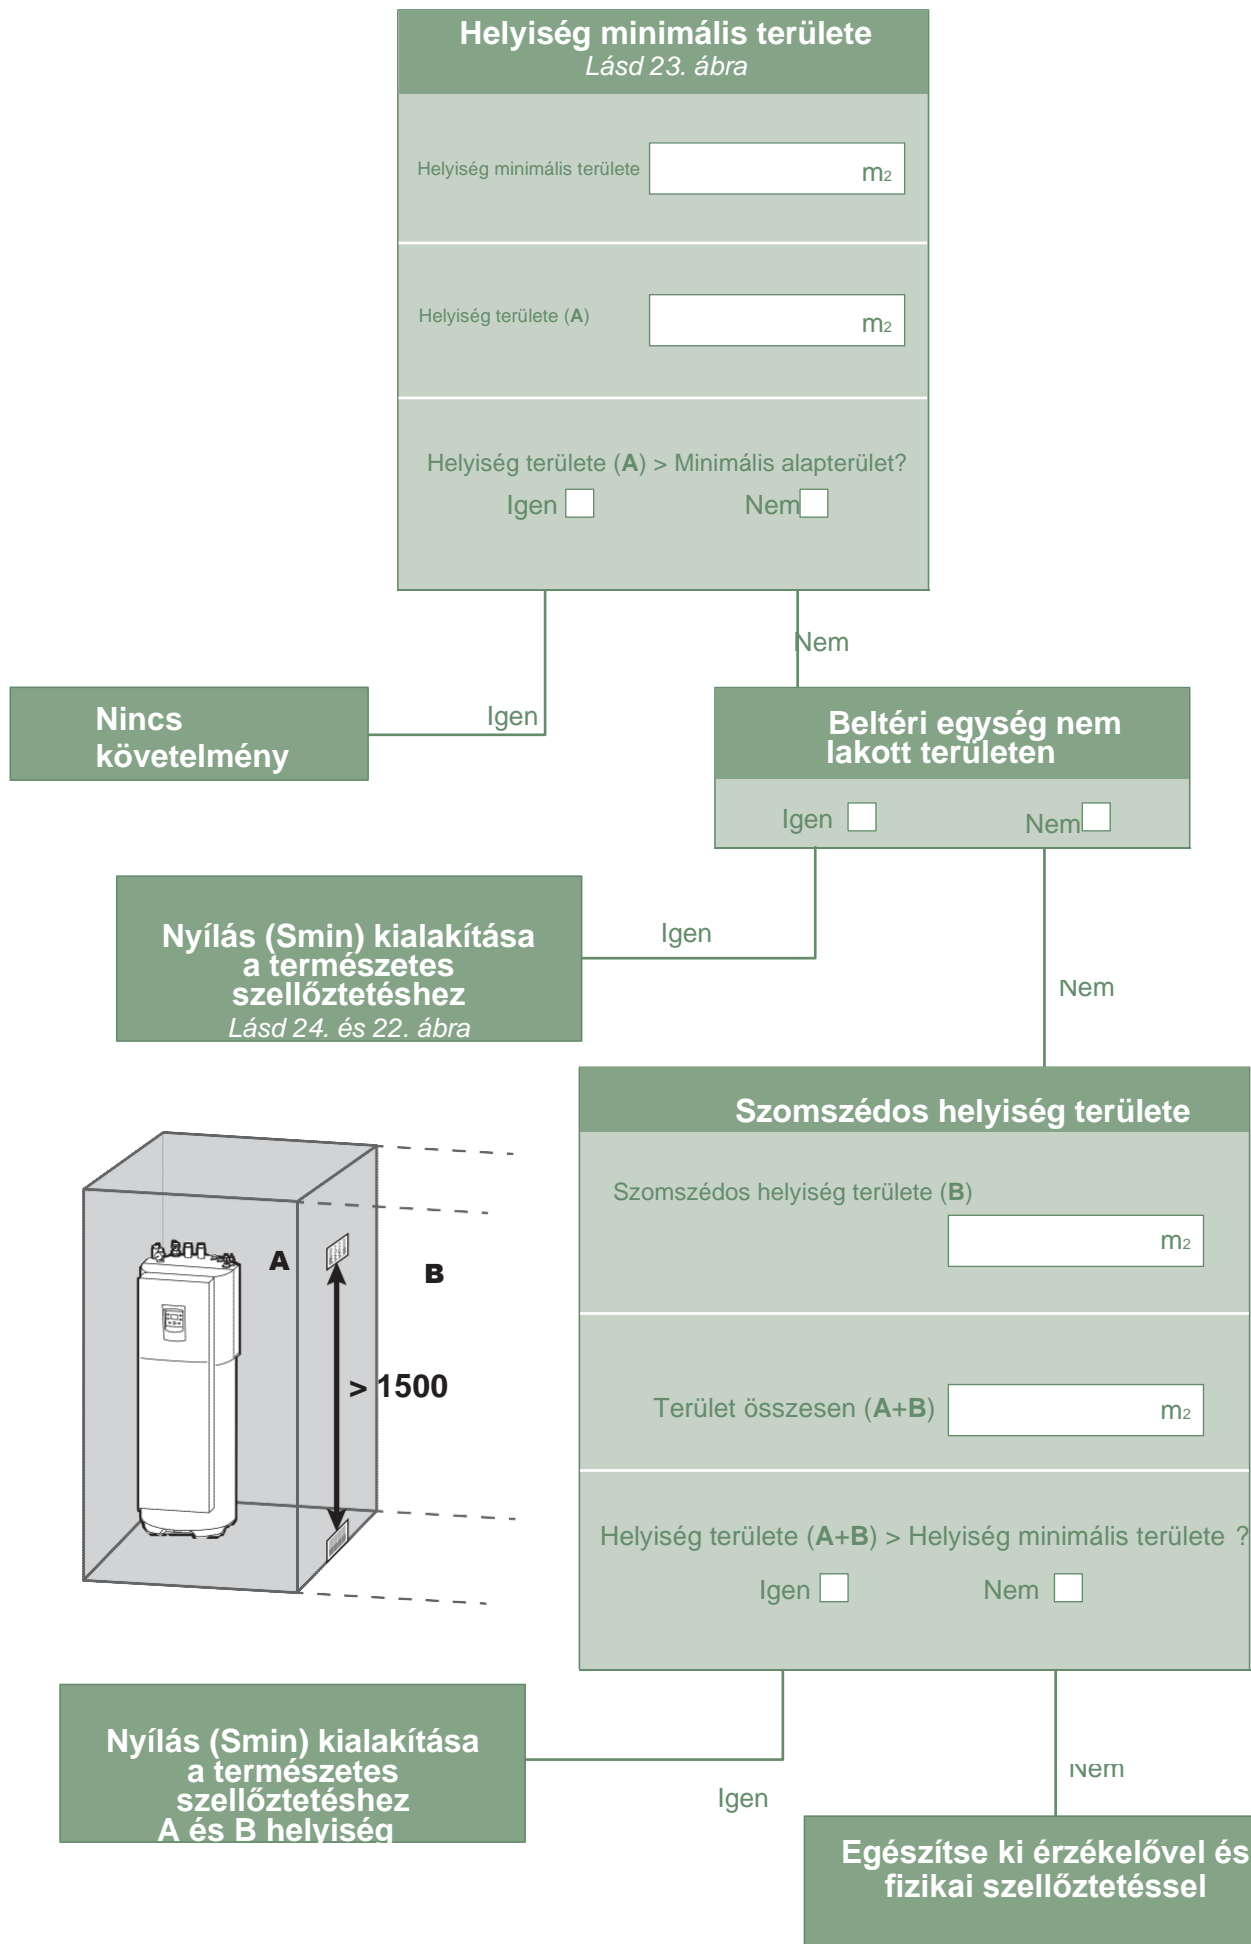 Helyiség minimális területe
Lásd 23. ábra
Helyiség minimális területe
m2
Helyiség területe (A)
m2
Helyiség területe (A) > Minimális alapterület?
Igen Nem
Nem
Igen
Nincs
követelmény
Beltéri egység nem
lakott területen
Igen Nem
Igen
Nyílás (Smin) kialakítása
a természetes
szellőztetéshez
Lásd 24. és 22. ábra
Nem
Szomszédos helyiség területe
Szomszédos helyiség területe (B)
m2
Terület összesen (A+B)
m2
Helyiség területe (A+B) > Helyiség minimális területe ?
Igen Nem
A
B
> 1500
Nyílás (Smin) kialakítása
a természetes
szellőztetéshez
A és B helyiség
Igen
Nem
Egészítse ki érzékelővel és
fizikai szellőztetéssel